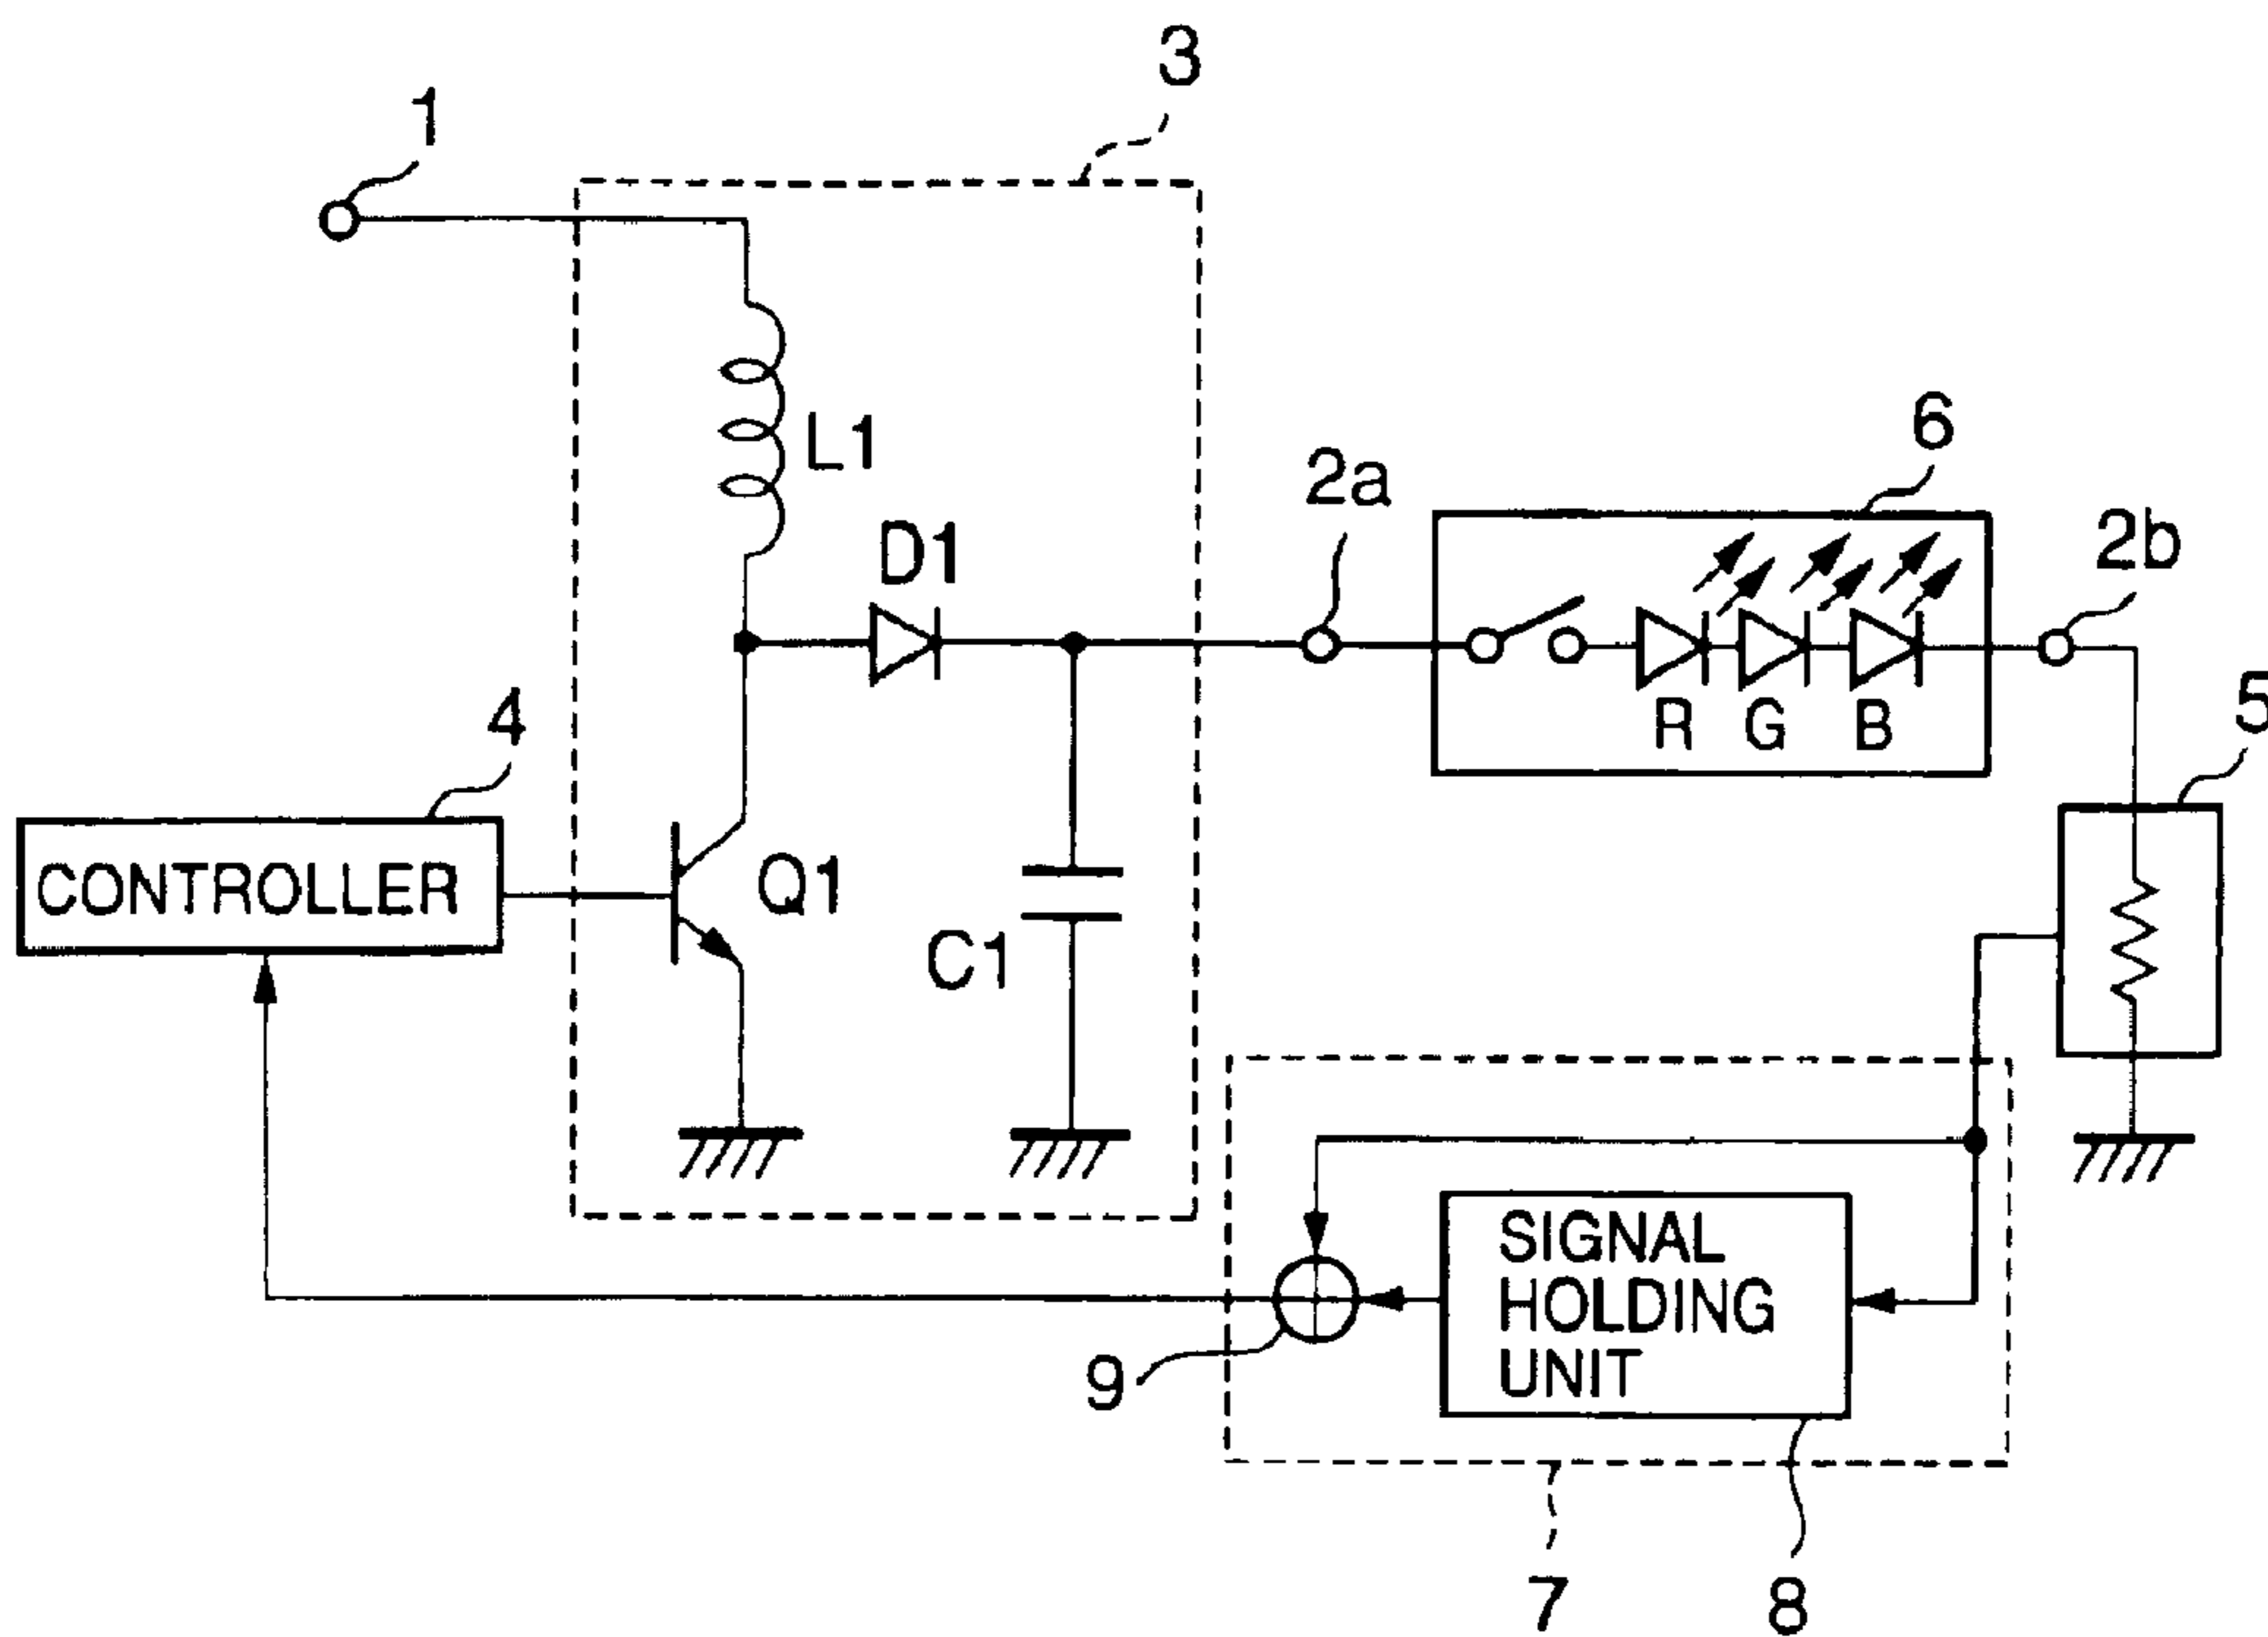 3
1
6
L1
2a
2b
D1
R G B
5
4
CONTROLLER
Q1
C1
SIGNAL
HOLDING
UNIT
9
7
8